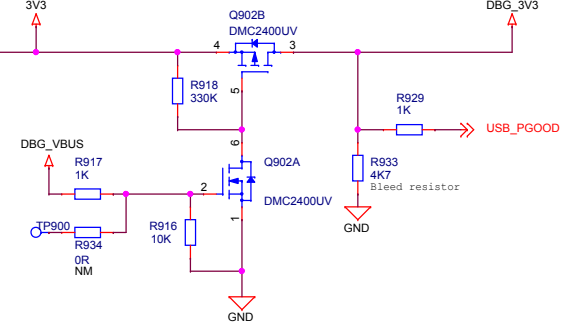 3V3
DBG_3V3
Q902B
DMC2400UV
4
3
5
R918
330K
R929
1K
USB_PGOOD
6
DBG_VBUS
R917
1K
Q902A
R933
4K7
Bleed resistor
2
DMC2400UV
TP900
R916
10K
1
GND
R934
0R
NM
GND